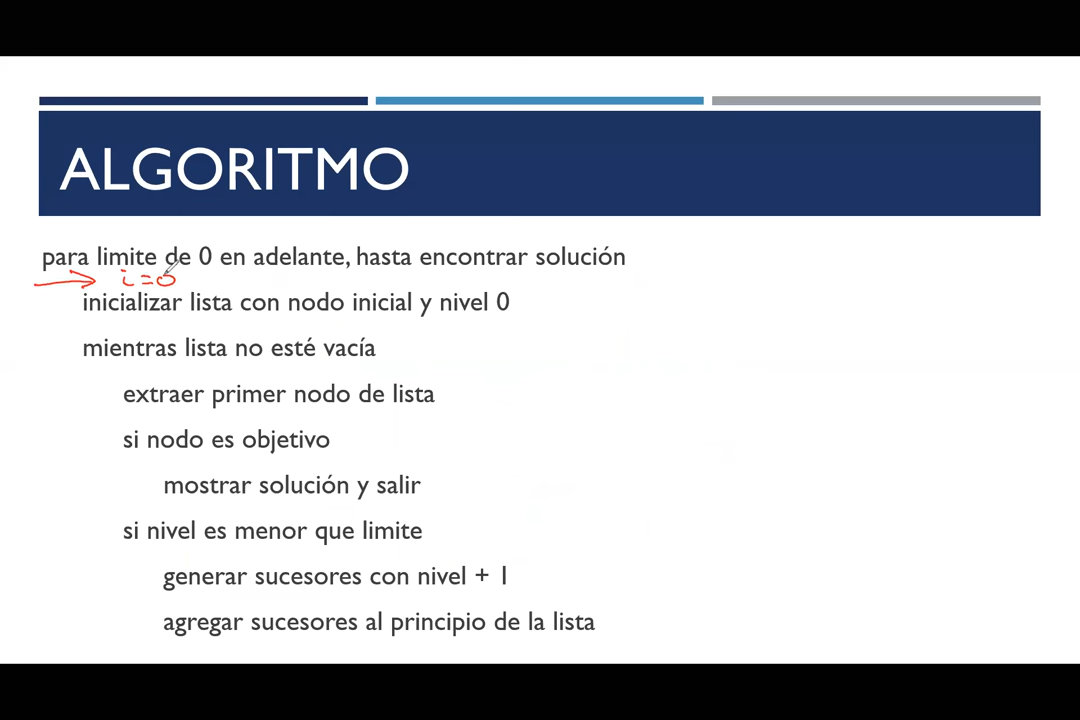 ALGORITMO
para limite de 0 en adelante, hasta encontrar solución
i=0
inicializar lista con nodo inicial y nivel 0
mientras lista no esté vacía
extraer primer nodo de lista
si nodo es objetivo
mostrar solución y salir
si nivel es menor que limite
generar sucesores con nivel + 1
agregar sucesores al principio de la lista